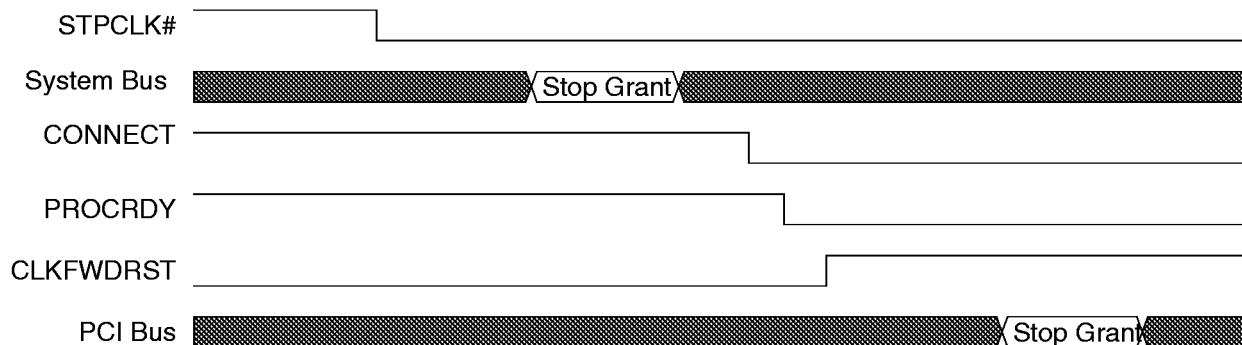 STPCLK#
System Bus Stop Grant
CONNECT
PROCRDY
CLKFWDRST
PCI Bus Stop Grant